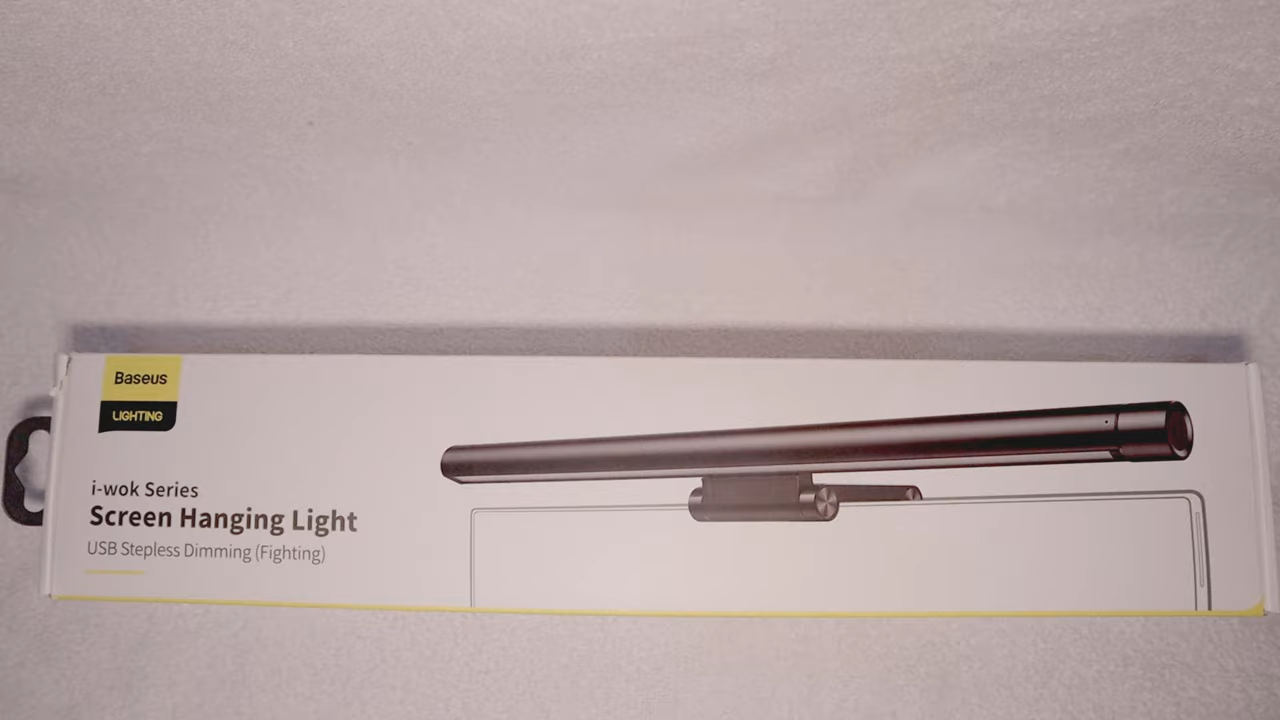 Baseus
LIGHTING
i-wok Series
Screen Hanging Light
USB Stepless Dimming (Fighting)